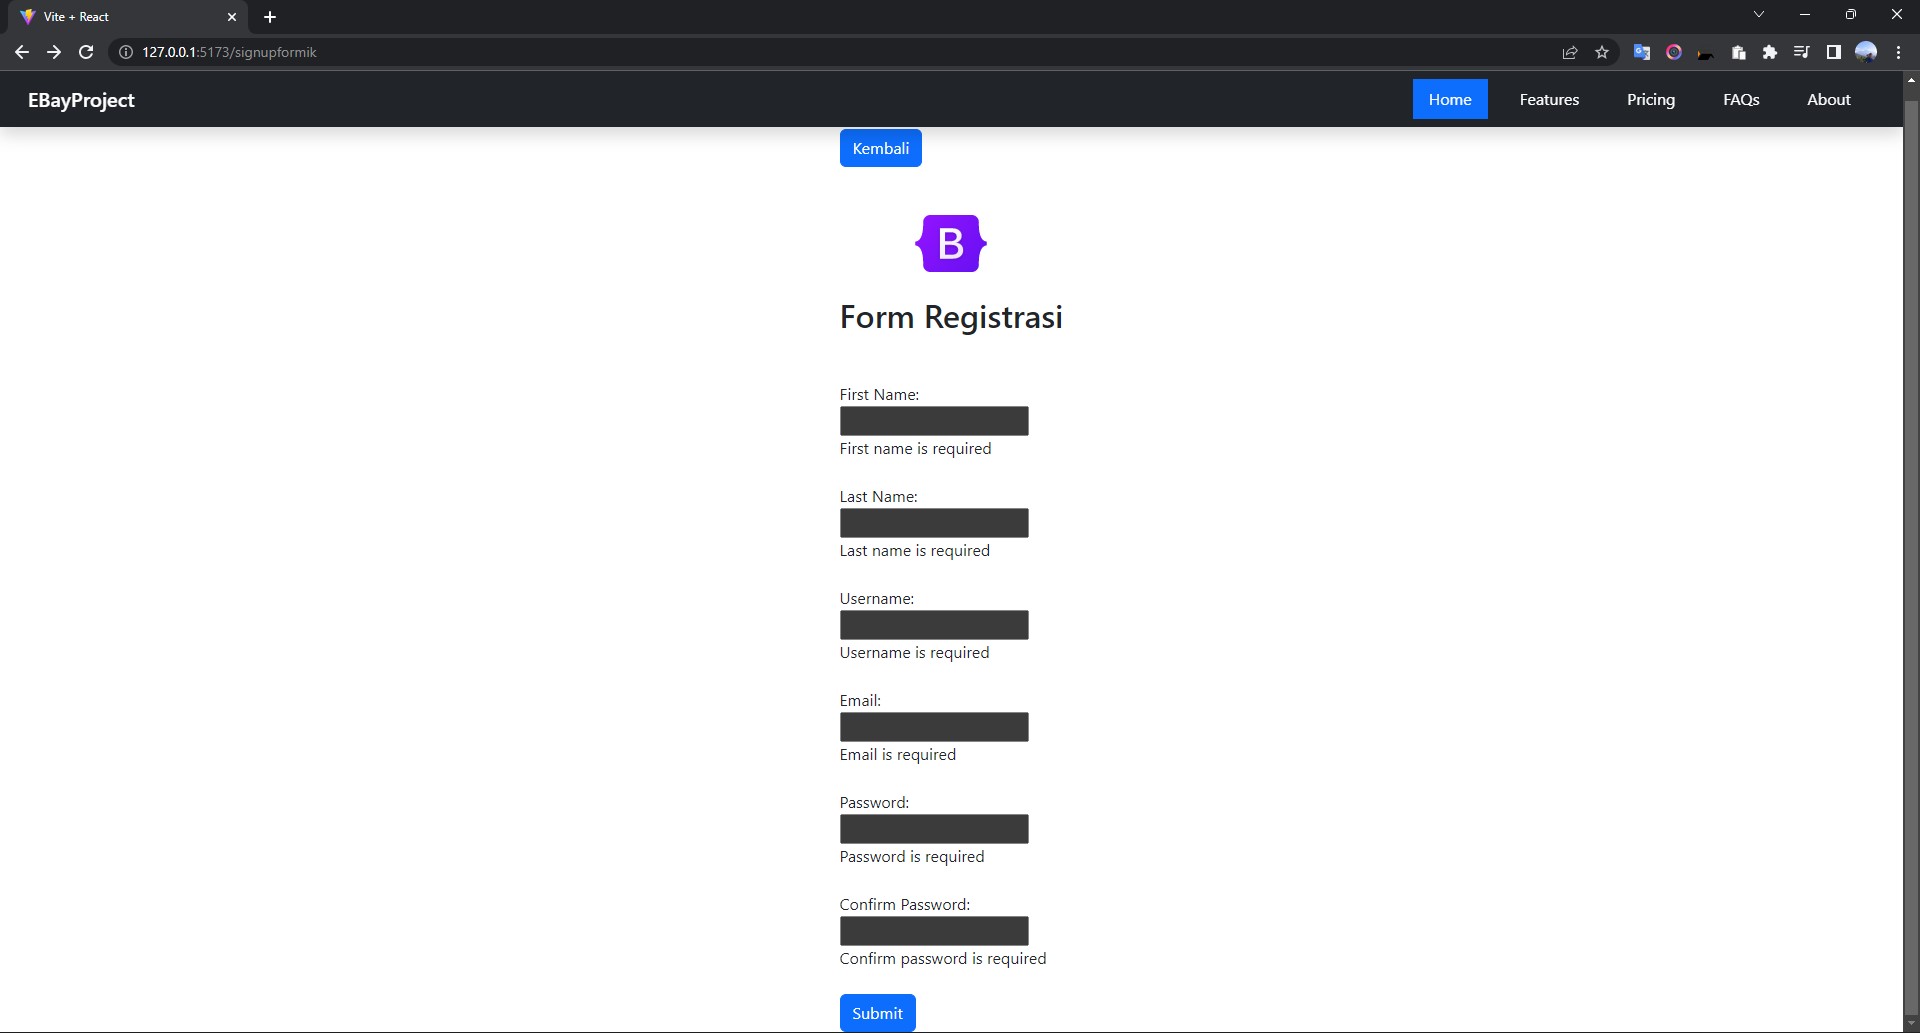 Vite + React
127.0.0.1:5173/signupformik
EBayProject
Home
Features
Pricing
FAQs
About
Kembali
B
Form Registrasi
First Name:
First name is required
Last Name:
Last name is required
Username:
Username is required
Email:
Email is required
Password:
Password is required
Confirm Password:
Confirm password is required
Submit